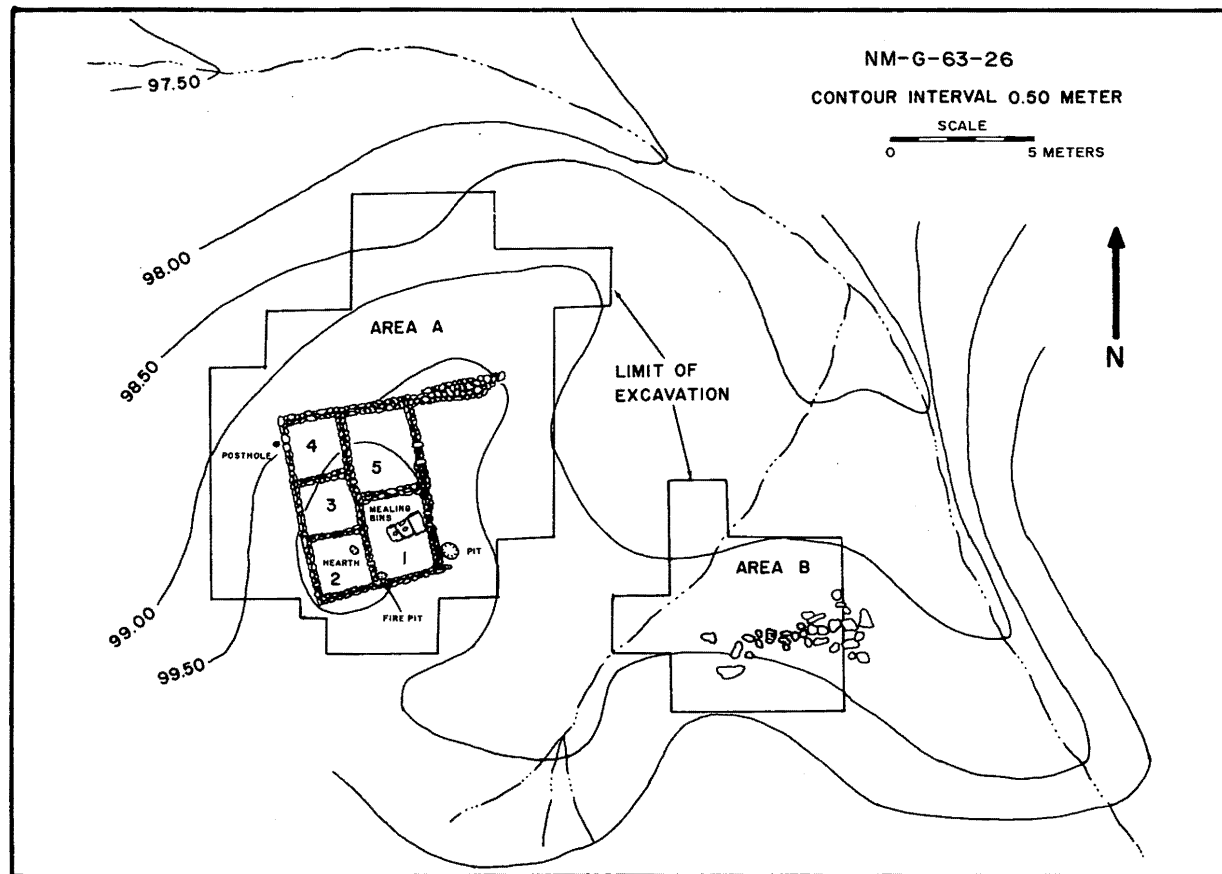 NM-G-63-26
CONTOUR INTERVAL 0.50 METER
SCALE
0 5 METERS
97.50
98.00
98.50
99.00
99.50
AREA A
LIMIT OF
EXCAVATION
N
POSTHOLE
4
5
3
MEALING
BINS
HEARTH
2
1
PIT
FIRE PIT
AREA B